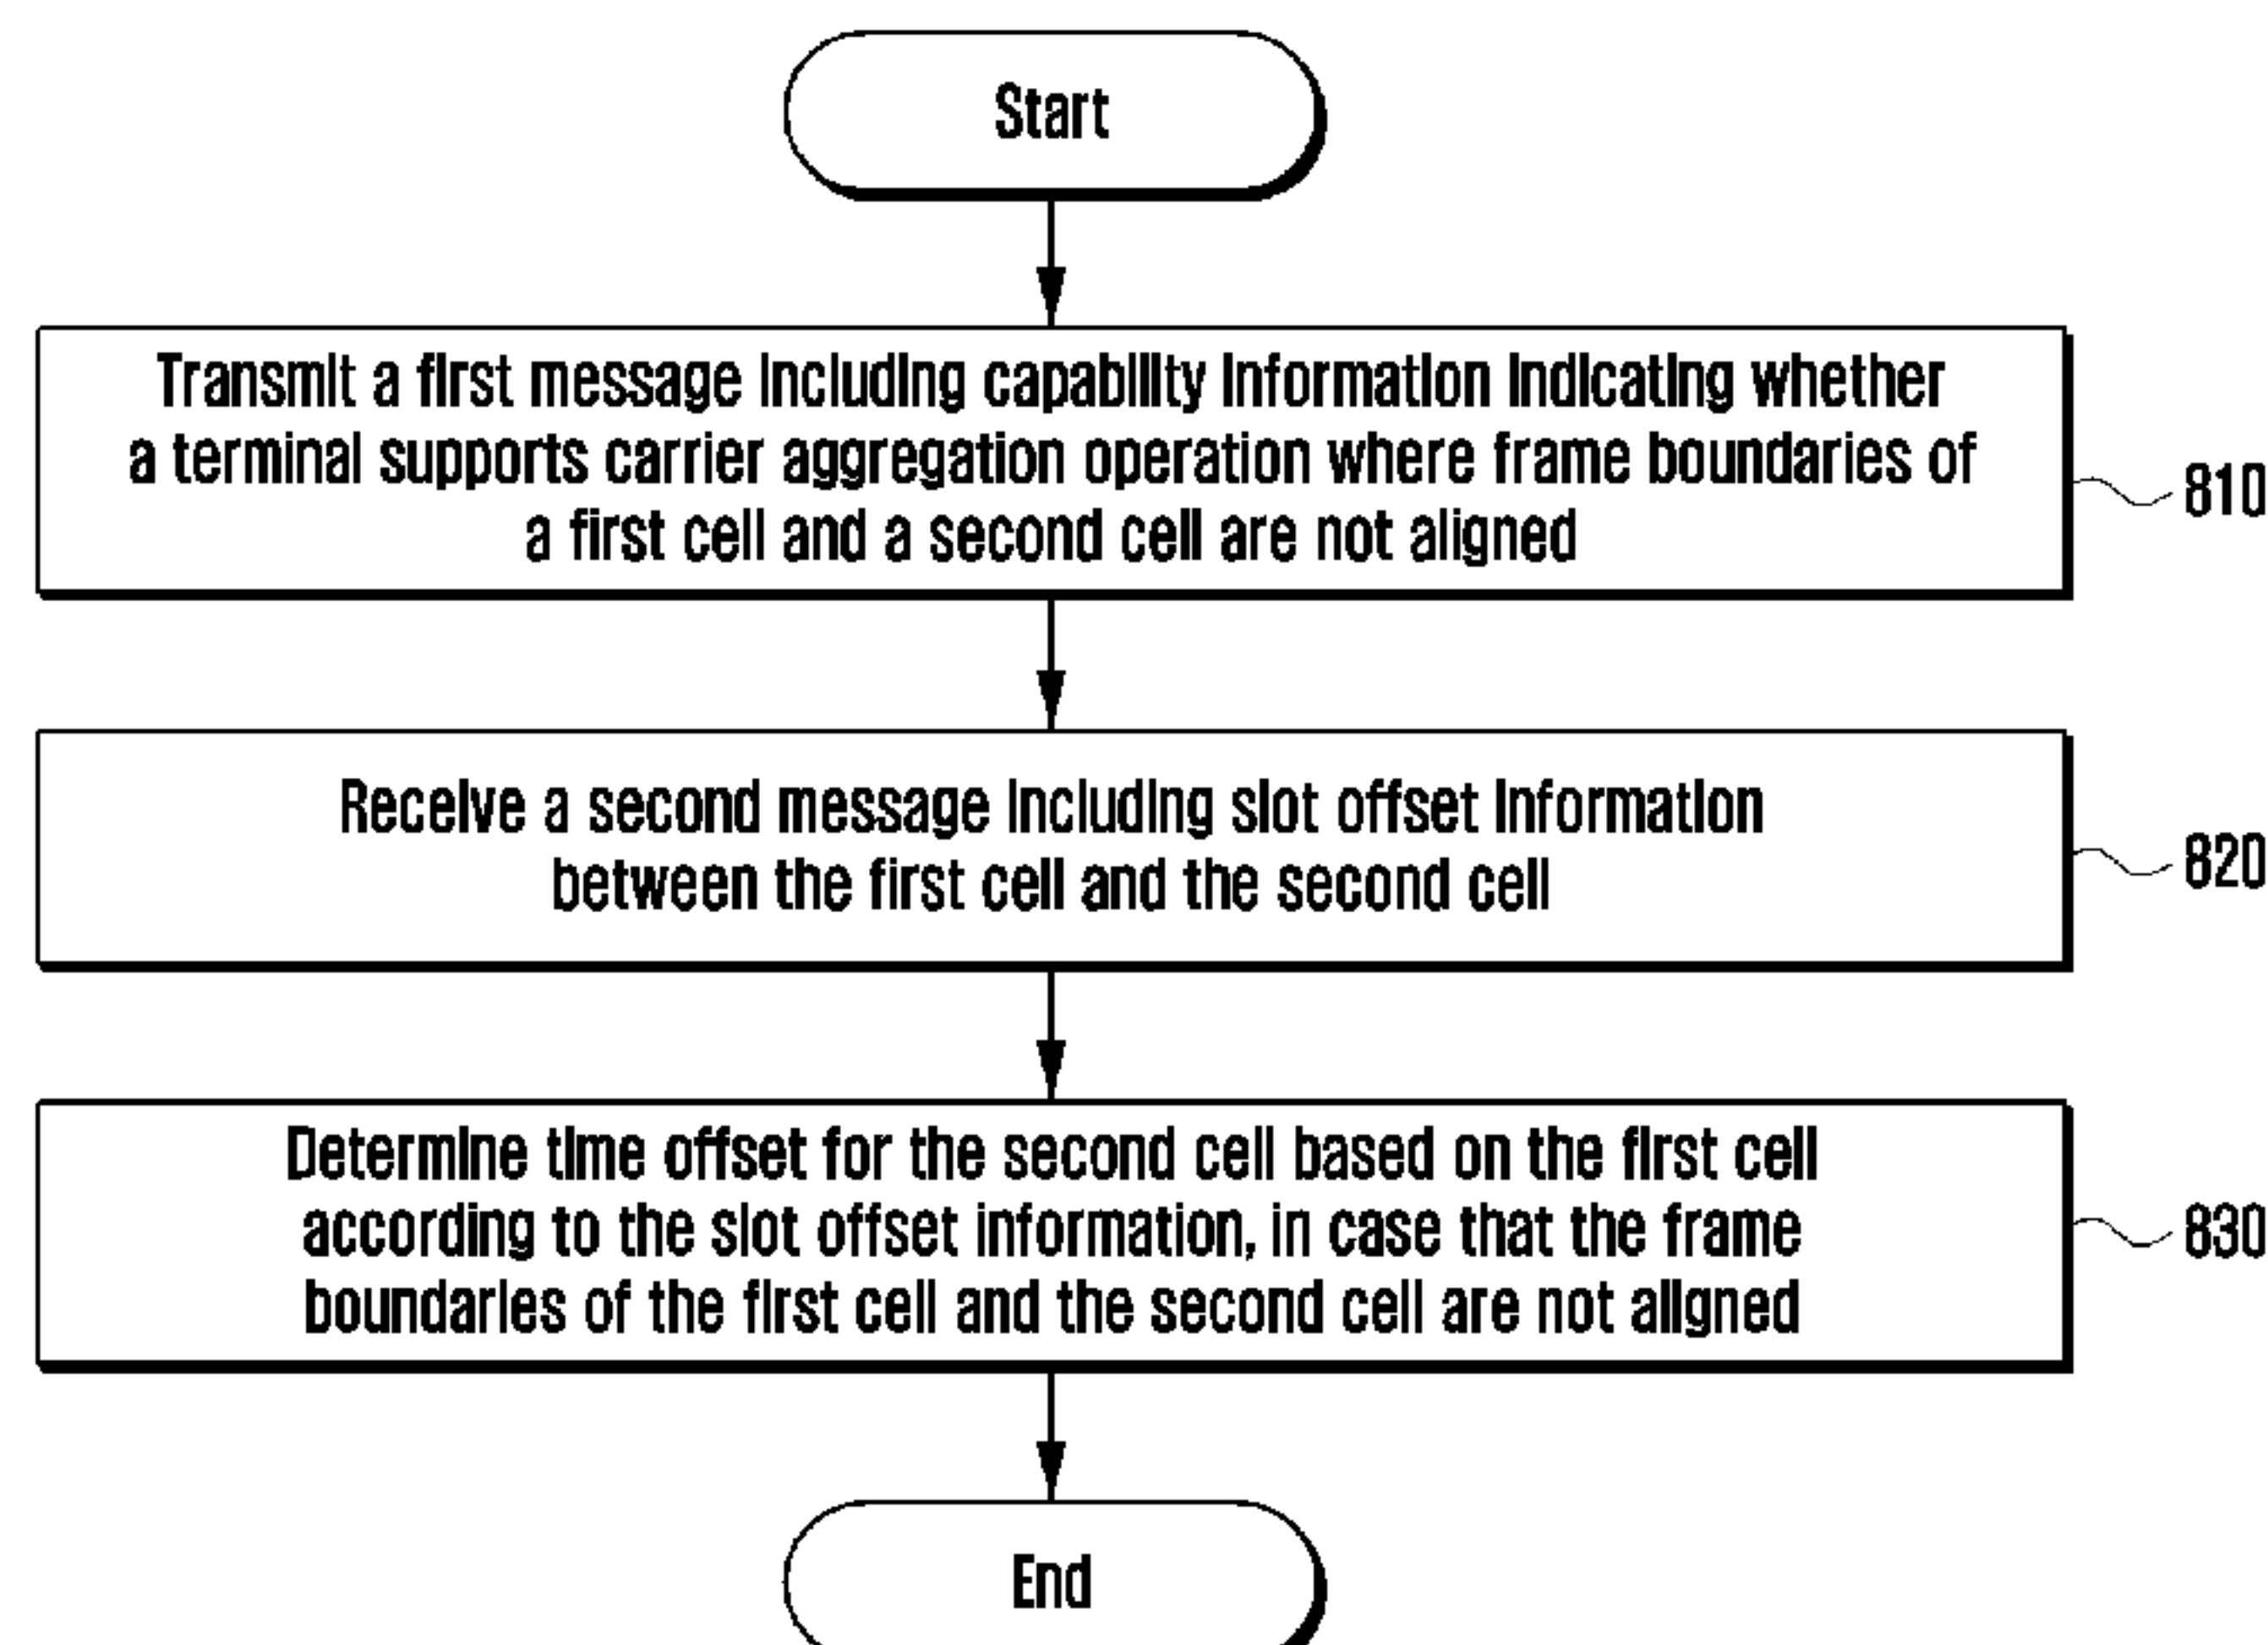 Start
Transmit a first message including capability information indicating whether
a terminal supports carrier aggregation operation where frame boundaries of
a first cell and a second cell are not aligned
810
Receive a second message including slot offset information
between the first cell and the second cell
820
Determine time offset for the second cell based on the first cell
according to the slot offset information, in case that the frame
boundaries of the first cell and the second cell are not aligned
830
End